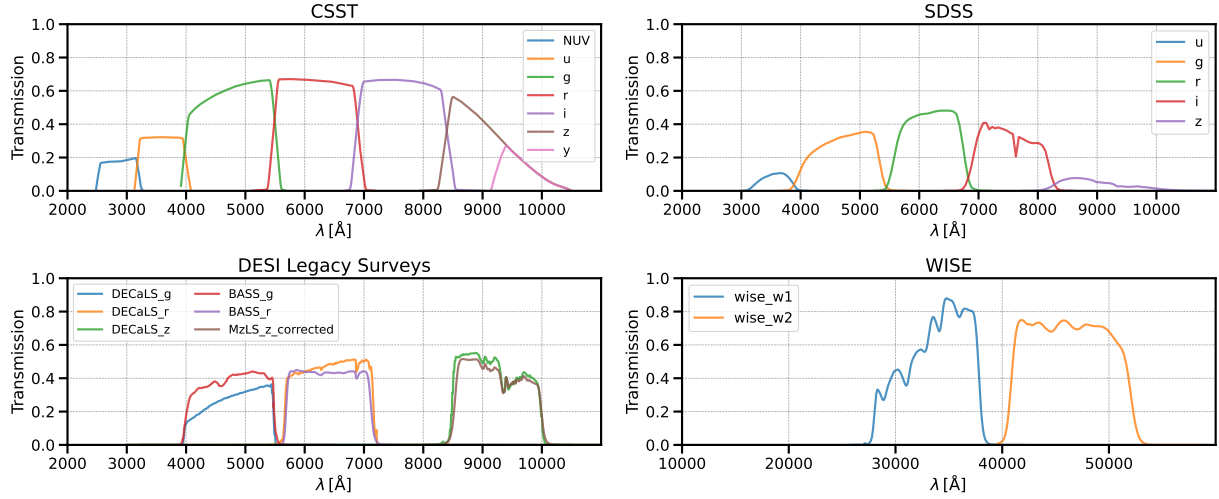 CSST
Transmission
1.0
0.8
0.6
0.4
0.2
0.0
2000 3000 4000 5000 6000 7000 8000 9000 10000
λ [Å]
NUV
u
g
r
i
z
y
SDSS
Transmission
1.0
0.8
0.6
0.4
0.2
0.0
2000 3000 4000 5000 6000 7000 8000 9000 10000
λ [Å]
u
g
r
i
z
DESI Legacy Surveys
Transmission
1.0
0.8
0.6
0.4
0.2
0.0
2000 3000 4000 5000 6000 7000 8000 9000 10000
λ [Å]
DECaLS_g
DECaLS_r
DECaLS_z
BASS_g
BASS_r
MzLS_z_corrected
WISE
Transmission
1.0
0.8
0.6
0.4
0.2
0.0
10000 20000 30000 40000 50000
λ [Å]
wise_w1
wise_w2